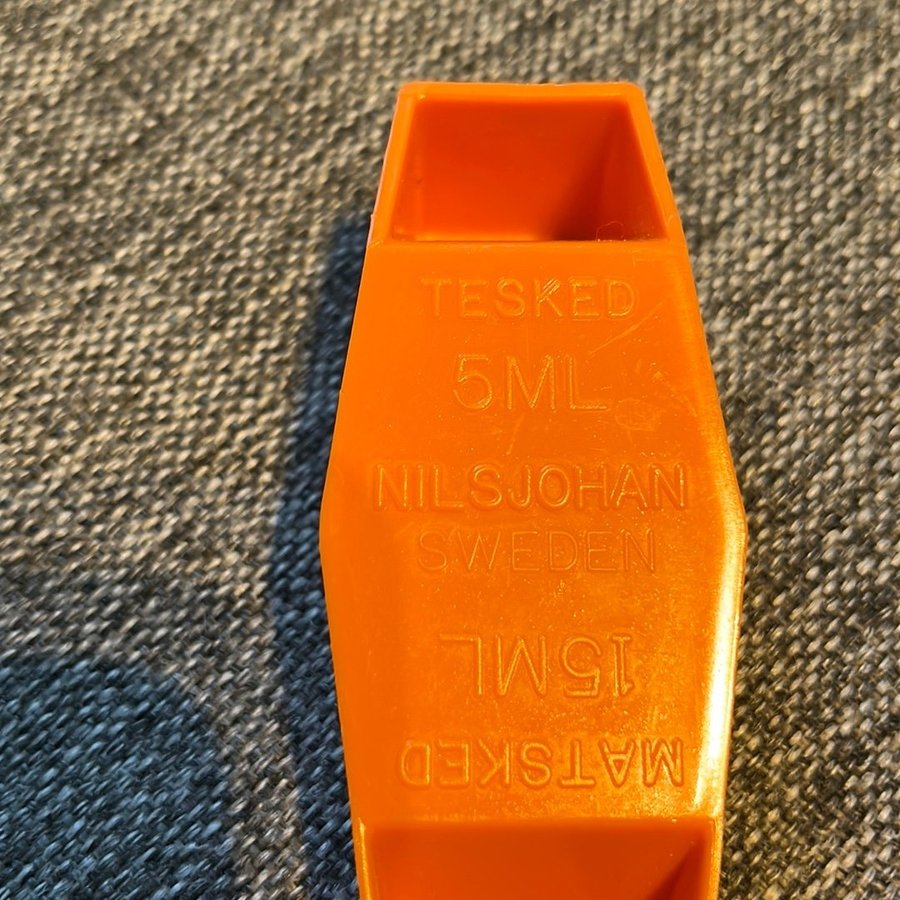 TESKED
5ML
NILSJOHAN
SWEDEN
15ML
MATSKED